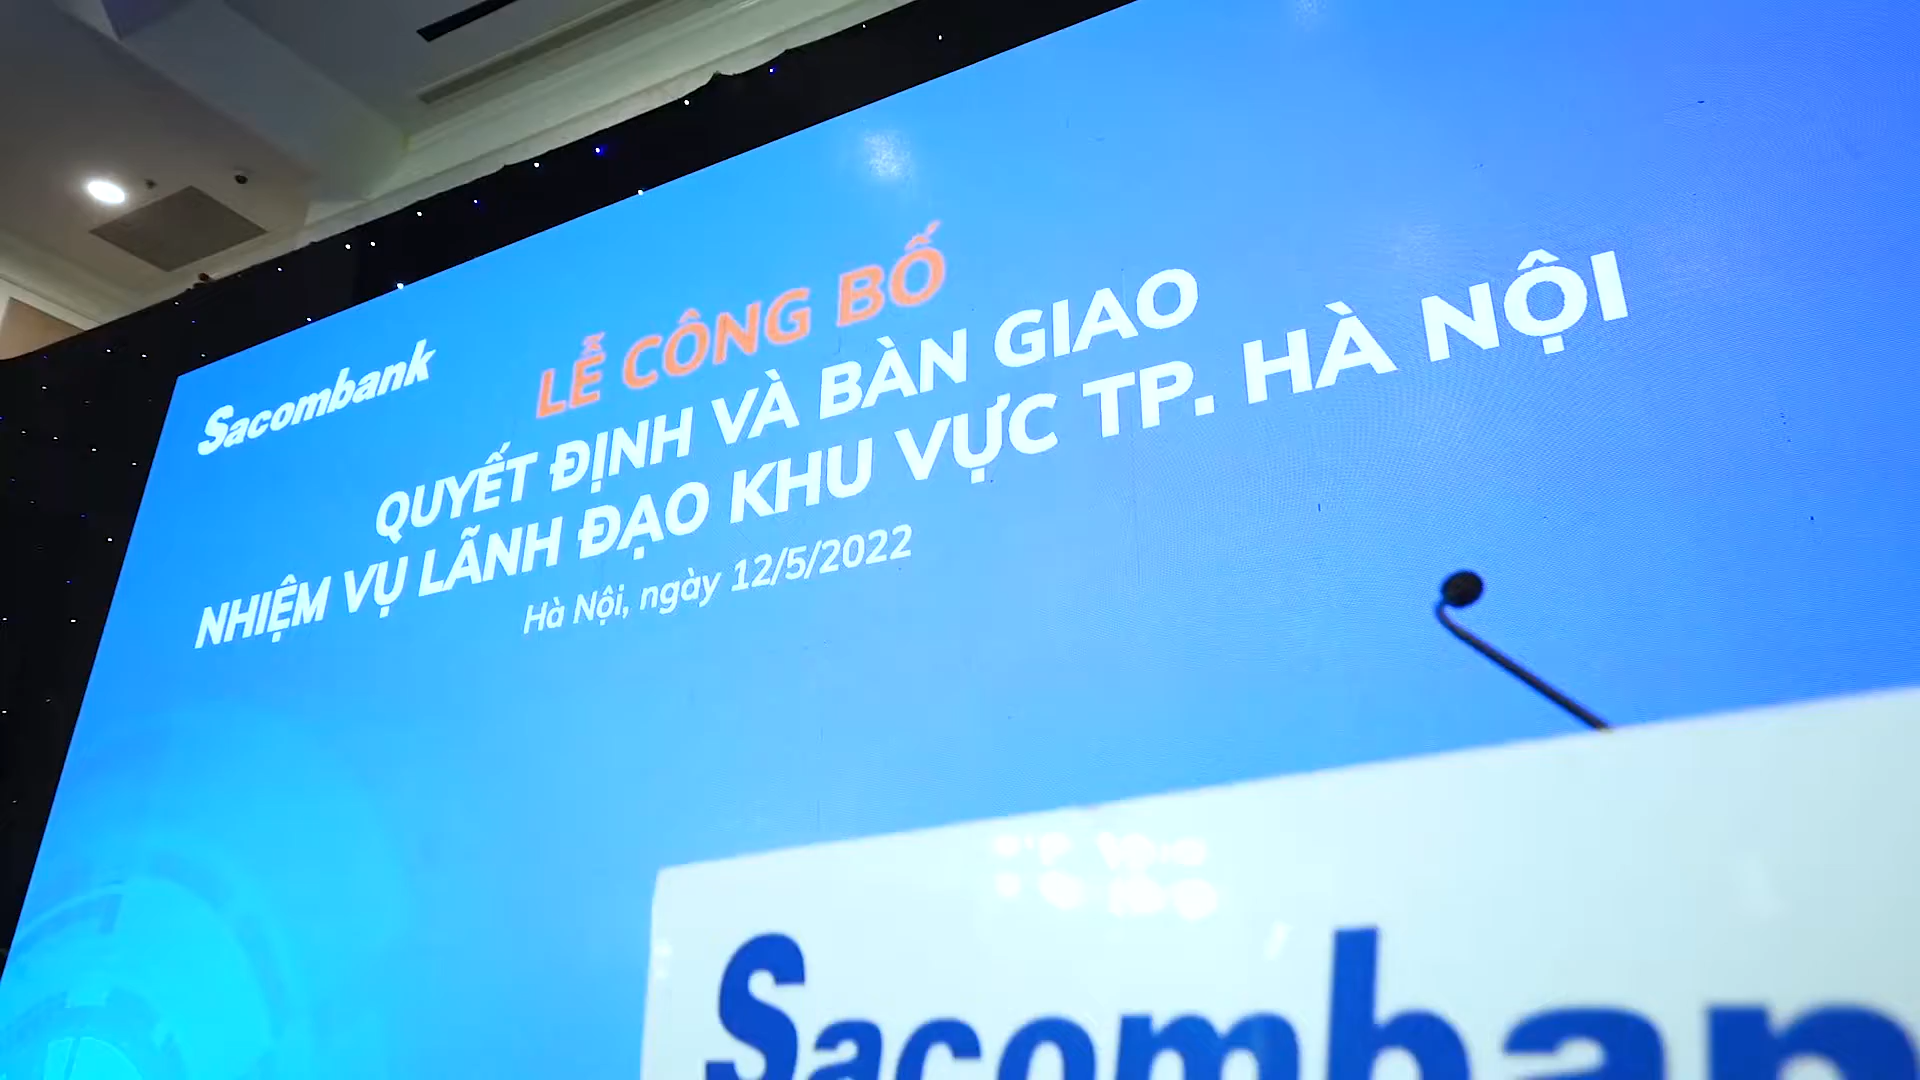 Sacombank
LỄ CÔNG BỐ
QUYẾT ĐỊNH VÀ BÀN GIAO
NHIỆM VỤ LÃNH ĐẠO KHU VỰC TP. HÀ NỘI
Hà Nội, ngày 12/5/2022
Sacomban